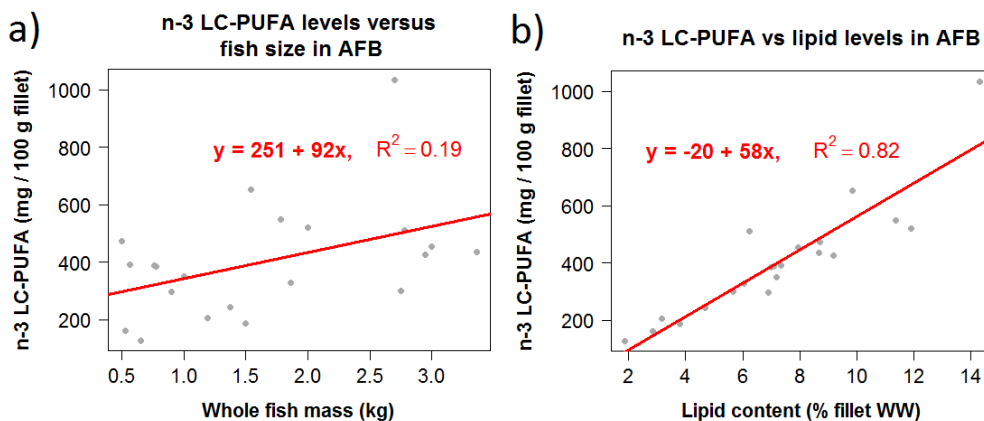 a)
n-3 LC-PUFA levels versus
fish size in AFB
n-3 LC-PUFA (mg / 100 g fillet)
1000
800
600
400
200
y = 251 + 92x, R² = 0.19
0.5 1.0 1.5 2.0 2.5 3.0
Whole fish mass (kg)
b)
n-3 LC-PUFA vs lipid levels in AFB
n-3 LC-PUFA (mg / 100 g fillet)
1000
800
600
400
200
y = -20 + 58x, R² = 0.82
2 4 6 8 10 12 14
Lipid content (% fillet WW)